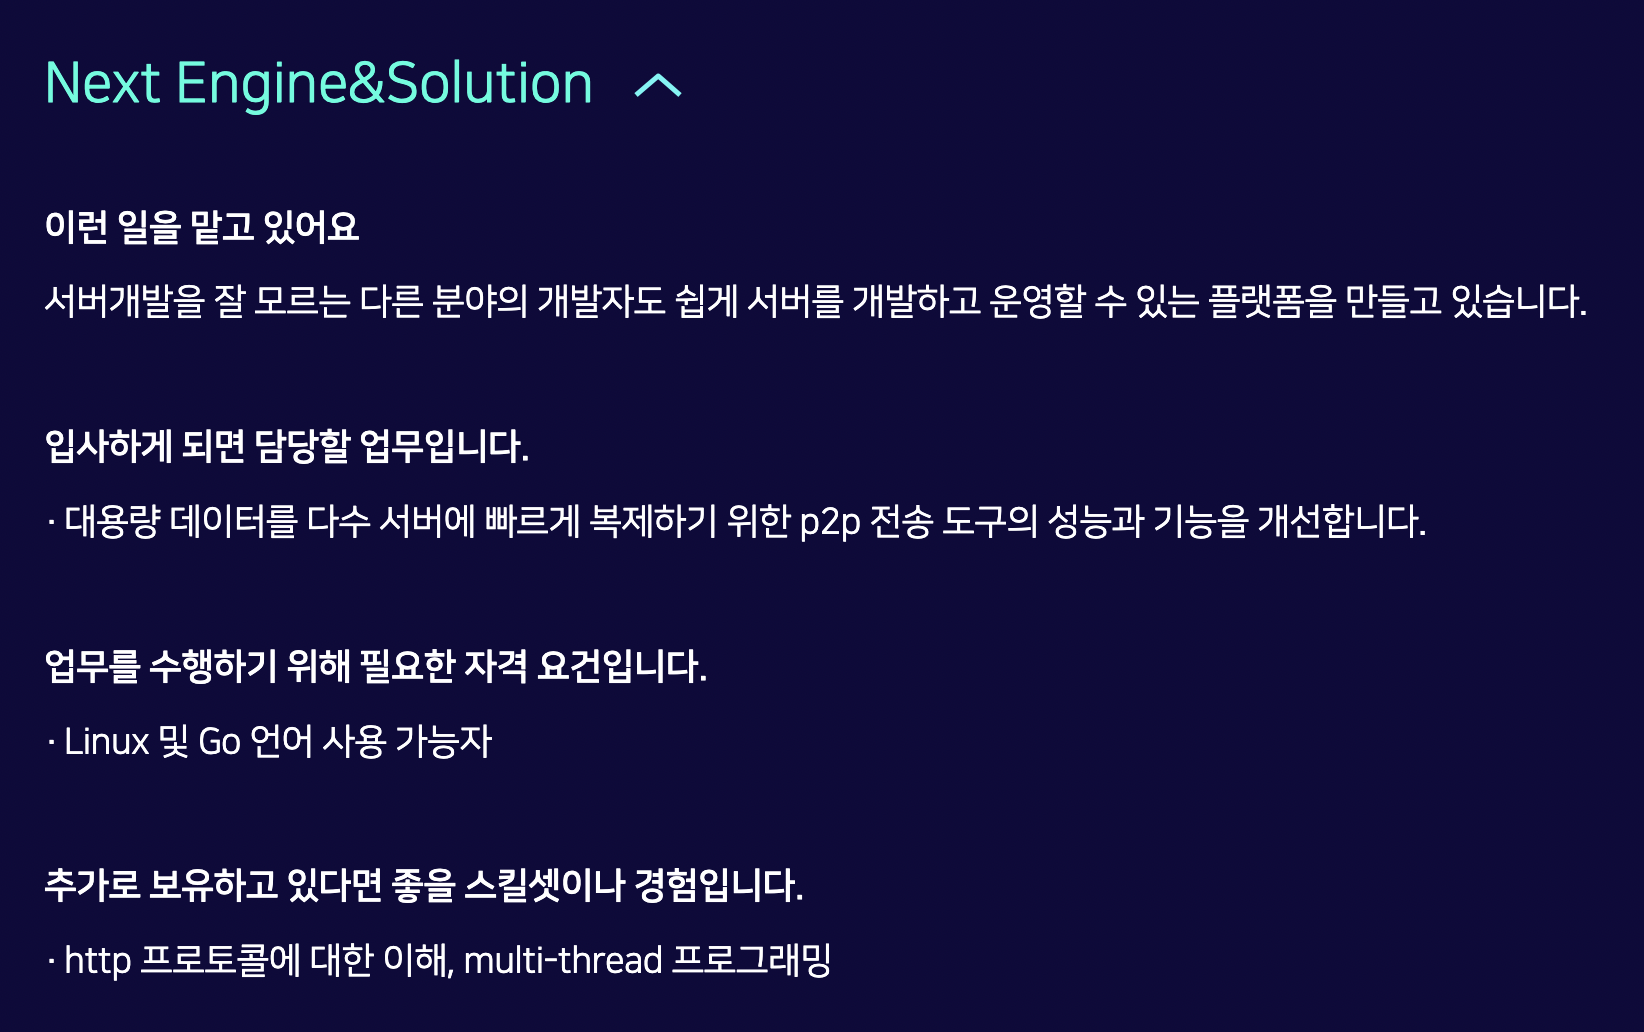 Next Engine&Solution
이런 일을 맡고 있어요
서버개발을 잘 모르는 다른 분야의 개발자도 쉽게 서버를 개발하고 운영할 수 있는 플랫폼을 만들고 있습니다.
입사하게 되면 담당할 업무입니다.
· 대용량 데이터를 다수 서버에 빠르게 복제하기 위한 p2p 전송 도구의 성능과 기능을 개선합니다.
업무를 수행하기 위해 필요한 자격 요건입니다.
· Linux 및 Go 언어 사용 가능자
추가로 보유하고 있다면 좋을 스킬셋이나 경험입니다.
· http 프로토콜에 대한 이해, multi-thread 프로그래밍